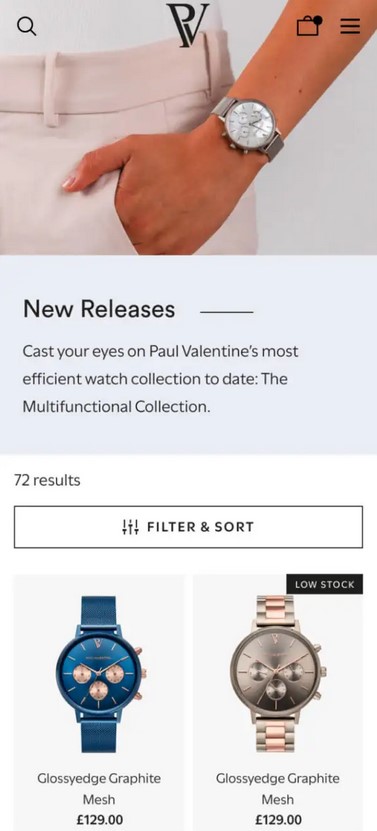 PV
New Releases
Cast your eyes on Paul Valentine's most
efficient watch collection to date: The
Multifunctional Collection.
72 results
FILTER & SORT
LOW STOCK
Glossyedge Graphite
Mesh
£129.00
Glossyedge Graphite
Mesh
£129.00